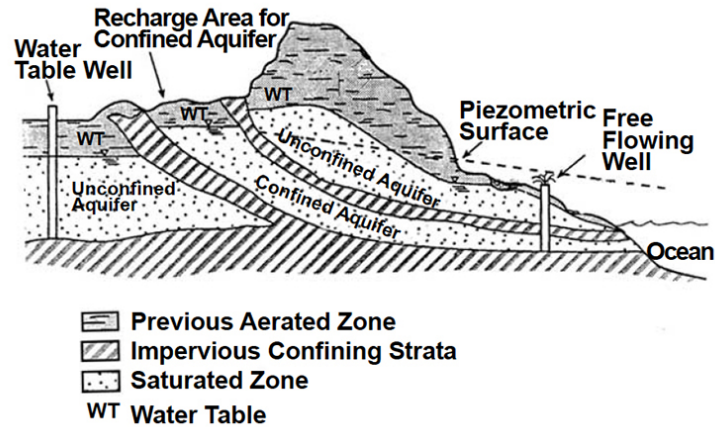 Recharge Area for
Confined Aquifer
Water
Table Well
WT
WT
WT
Piezometric
Surface
Free
Flowing
Well
Unconfined Aquifer
Unconfined
Aquifer
Confined Aquifer
Ocean
Previous Aerated Zone
Impervious Confining Strata
Saturated Zone
WT Water Table